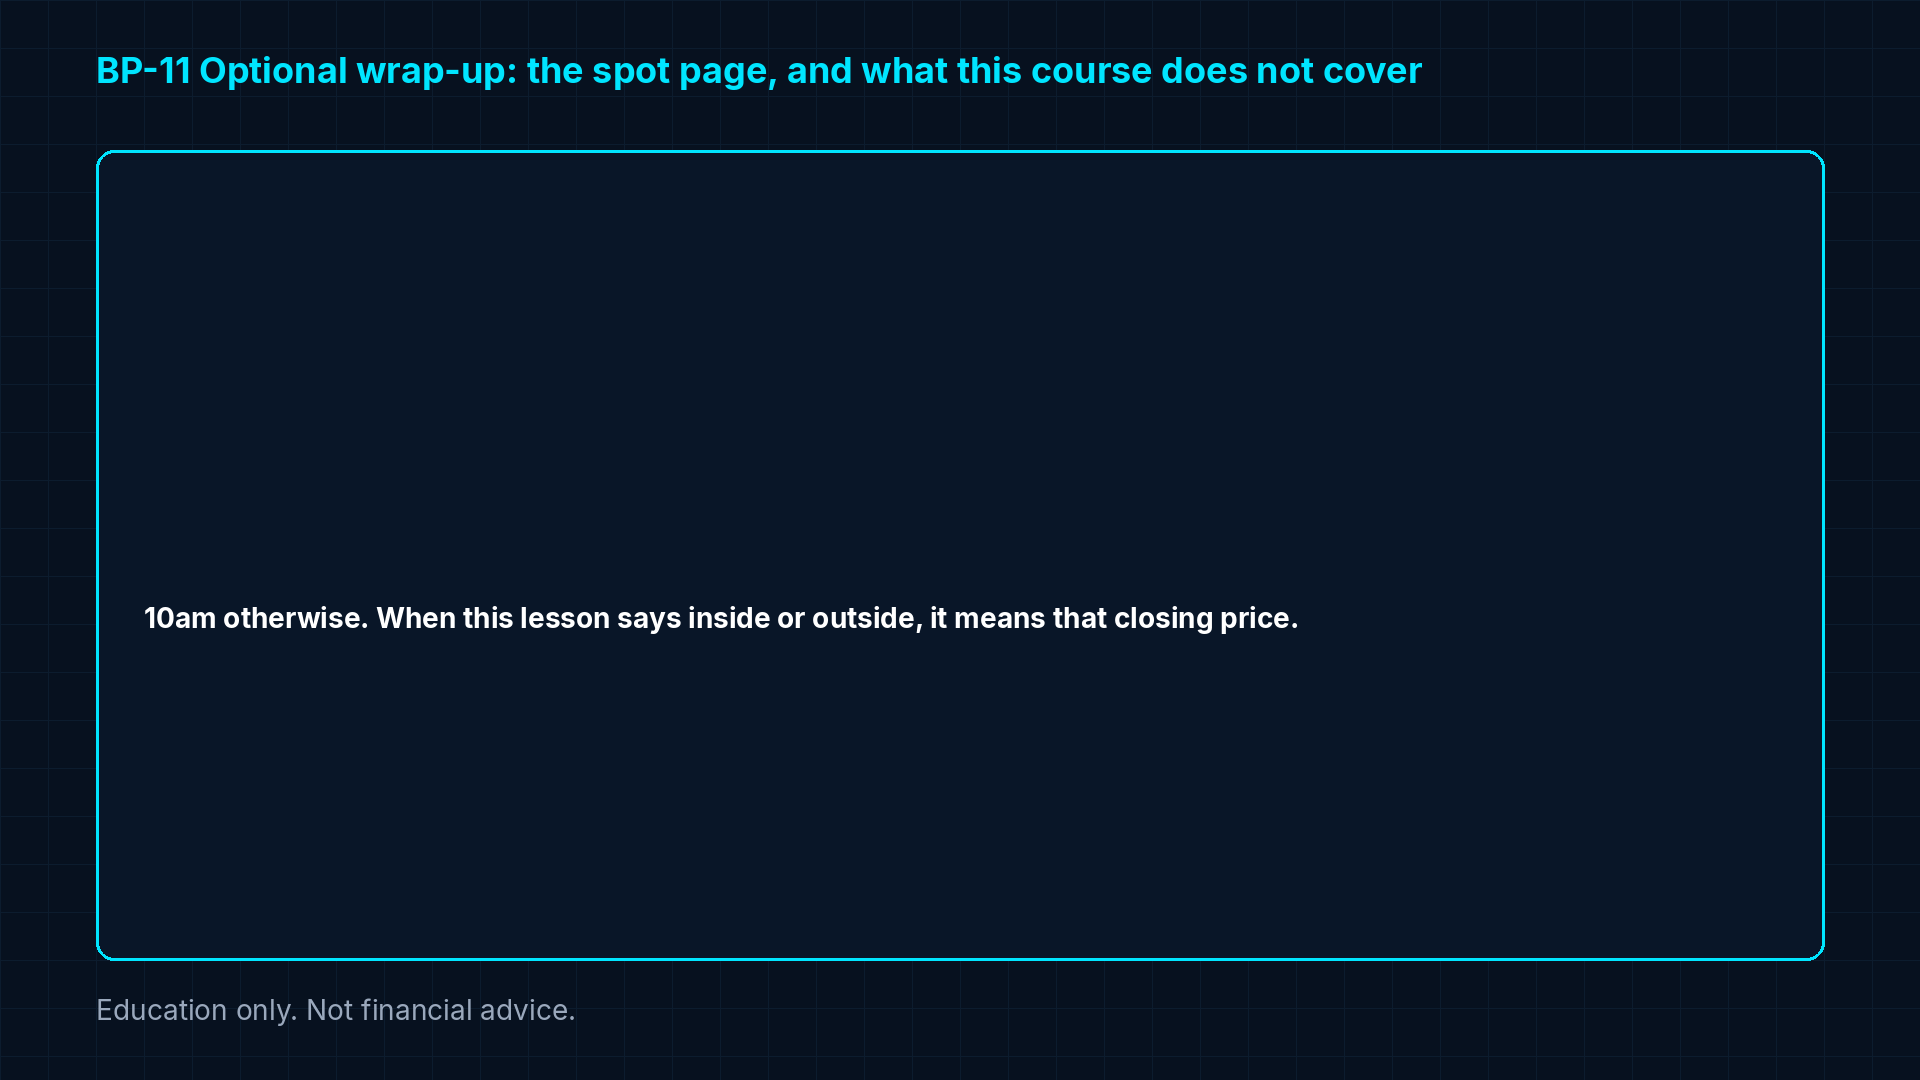 BP-11 Optional wrap-up: the spot page, and what this course does not cover
10am otherwise. When this lesson says inside or outside, it means that closing price.
Education only. Not financial advice.